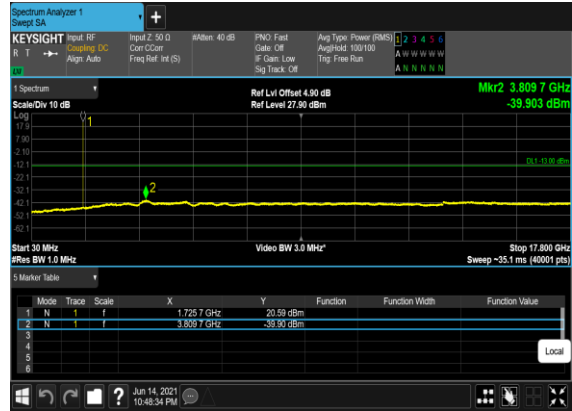 Spectrum Analyzer 1
Swept SA
+
KEYSIGHT Input: RF Input Z: 50 Ω #Atten: 40 dB PNO: Fast Avg Type: Power (RMS) 1 2 3 4 5 6
R T Coupling: DC Corr CCorr Gate: Off Avg|Hold: 100/100 A W W W W W
Align: Auto Freq Ref: Int (S) IF Gain: Low Trig: Free Run
Sig Track: Off A N N N N N
1 Spectrum Ref Lvl Offset 4.90 dB Mkr2 3.809 7 GHz
Scale/Div 10 dB Ref Level 27.90 dBm -39.903 dBm
Log
17.9
7.90
-2.10
-12.1
-22.1
-32.1
-42.1
-52.1
-62.1
1
2
DL1 -13.00 dBm
Start 30 MHz Video BW 3.0 MHz* Stop 17.800 GHz
#Res BW 1.0 MHz Sweep ~35.1 ms (40001 pts)
5 Marker Table
Mode Trace Scale X Y Function Function Width Function Value
1 N 1 f 1.725 7 GHz 20.59 dBm
2 N 1 f 3.809 7 GHz -39.90 dBm
3
4
5
6
Local
? Jun 14, 2021
10:48:34 PM